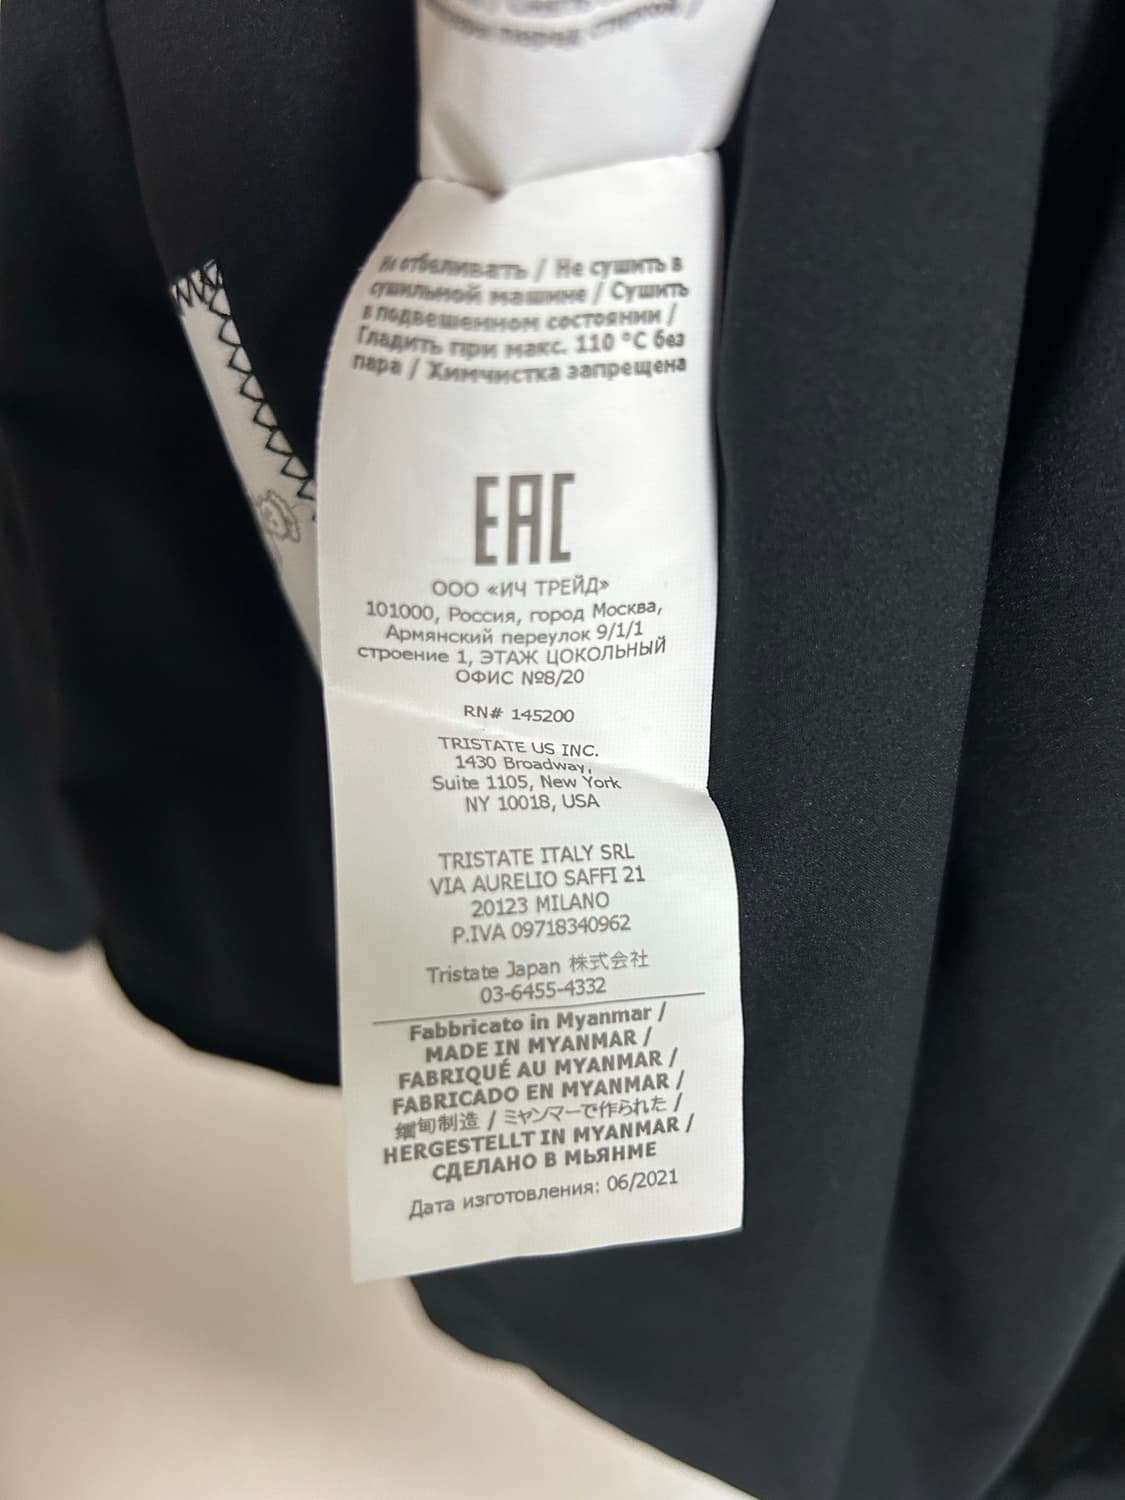 Не отбеливать / Не сушить в
сушильной машине / Сушить
в подвешенном состоянии /
Гладить при макс. 110 °C без
пара / Химчистка запрещена
EAC
ООО «ИЧ ТРЕЙД»
101000, Россия, город Москва,
Армянский переулок 9/1/1
строение 1, ЭТАЖ ЦОКОЛЬНЫЙ
ОФИС №8/20
RN# 145200
TRISTATE US INC.
1430 Broadway,
Suite 1105, New York
NY 10018, USA
TRISTATE ITALY SRL
VIA AURELIO SAFFI 21
20123 MILANO
P.IVA 09718340962
Tristate Japan 株式会社
03-6455-4332
Fabbricato in Myanmar /
MADE IN MYANMAR /
FABRIQUÉ AU MYANMAR /
FABRICADO EN MYANMAR /
缅甸制造 / ミャンマーで作られた /
HERGESTELLT IN MYANMAR /
СДЕЛАНО В МЬЯНМЕ
Дата изготовления: 06/2021